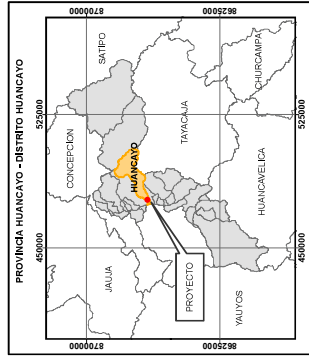 PROVINCIA HUANCAYO – DISTRITO HUANCAYO
450000
525000
8700000
8700000
CONCEPCIÓN
SATIPO
JAUJA
HUANCAYO
TAYACAJA
PROYECTO
8625000
8625000
YAUYOS
HUANCAVELICA
CHURCAMPA
450000
525000